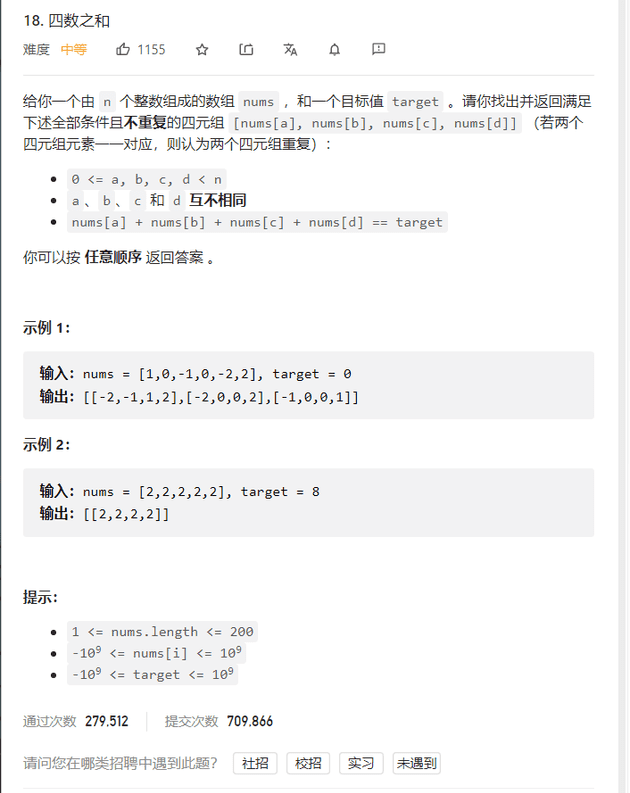 18. 四数之和
难度 中等 1155
给你一个由 n 个整数组成的数组 nums ，和一个目标值 target 。请你找出并返回满足
下述全部条件且不重复的四元组 [nums[a], nums[b], nums[c], nums[d]] （若两个
四元组元素一一对应，则认为两个四元组重复）：
0 <= a, b, c, d < n
a 、 b 、 c 和 d 互不相同
nums[a] + nums[b] + nums[c] + nums[d] == target
你可以按 任意顺序 返回答案 。
示例 1：
输入：nums = [1,0,-1,0,-2,2], target = 0
输出：[[-2,-1,1,2],[-2,0,0,2],[-1,0,0,1]]
示例 2：
输入：nums = [2,2,2,2,2], target = 8
输出：[[2,2,2,2]]
提示：
1 <= nums.length <= 200
-10⁹ <= nums[i] <= 10⁹
-10⁹ <= target <= 10⁹
通过次数 279,512 提交次数 709,866
请问您在哪类招聘中遇到此题？ 社招 校招 实习 未遇到